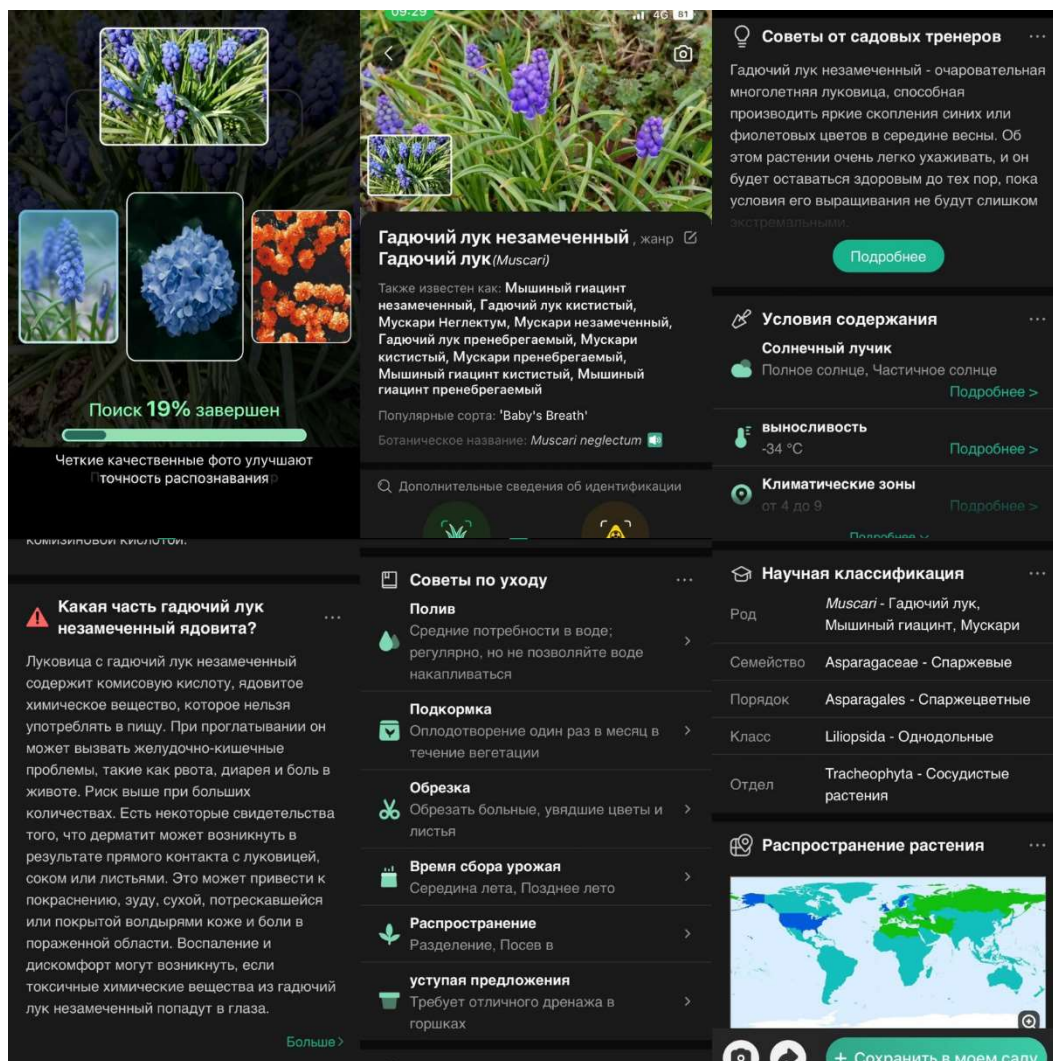 Поиск 19% завершен
Четкие качественные фото улучшают
точность распознавания
09:29
4G 81
Гадючий лук незамеченный , жанр
Гадючий лук(Muscari)
Также известен как: Мышиный гиацинт
незамеченный, Гадючий лук кистистый,
Мускари Неглектум, Мускари незамеченный,
Гадючий лук пренебрегаемый, Мускари
кистистый, Мускари пренебрегаемый,
Мышиный гиацинт кистистый, Мышиный
гиацинт пренебрегаемый
Популярные сорта: 'Baby's Breath'
Ботаническое название: Muscari neglectum
Дополнительные сведения об идентификации
Советы от садовых тренеров
Гадючий лук незамеченный - очаровательная
многолетняя луковица, способная
производить яркие скопления синих или
фиолетовых цветов в середине весны. Об
этом растении очень легко ухаживать, и он
будет оставаться здоровым до тех пор, пока
условия его выращивания не будут слишком
экстремальными.
Подробнее
Условия содержания
Солнечный лучик
Полное солнце, Частичное солнце
Подробнее >
выносливость
-34 °C
Подробнее >
Климатические зоны
от 4 до 9
Подробнее >
Подробнее
комизиновой кислотой.
Какая часть гадючий лук
незамеченный ядовита?
Луковица с гадючий лук незамеченный
содержит комисовую кислоту, ядовитое
химическое вещество, которое нельзя
употреблять в пищу. При проглатывании он
может вызвать желудочно-кишечные
проблемы, такие как рвота, диарея и боль в
животе. Риск выше при больших
количествах. Есть некоторые свидетельства
того, что дерматит может возникнуть в
результате прямого контакта с луковицей,
соком или листьями. Это может привести к
покраснению, зуду, сухой, потрескавшейся
или покрытой волдырями коже и боли в
пораженной области. Воспаление и
дискомфорт могут возникнуть, если
токсичные химические вещества из гадючий
лук незамеченный попадут в глаза.
Больше >
Советы по уходу
Полив
Средние потребности в воде;
регулярно, но не позволяйте воде
накапливаться
Подкормка
Оплодотворение один раз в месяц в
течение вегетации
Обрезка
Обрезать больные, увядшие цветы и
листья
Время сбора урожая
Середина лета, Позднее лето
Распространение
Разделение, Посев в
уступая предложения
Требует отличного дренажа в
горшках
Научная классификация
Род
Muscari - Гадючий лук,
Мышиный гиацинт, Мускари
Семейство
Asparagaceae - Спаржевые
Порядок
Asparagales - Спаржецветные
Класс
Liliopsida - Однодольные
Отдел
Tracheophyta - Сосудистые
растения
Распространение растения
+ Сохранить в моем саду